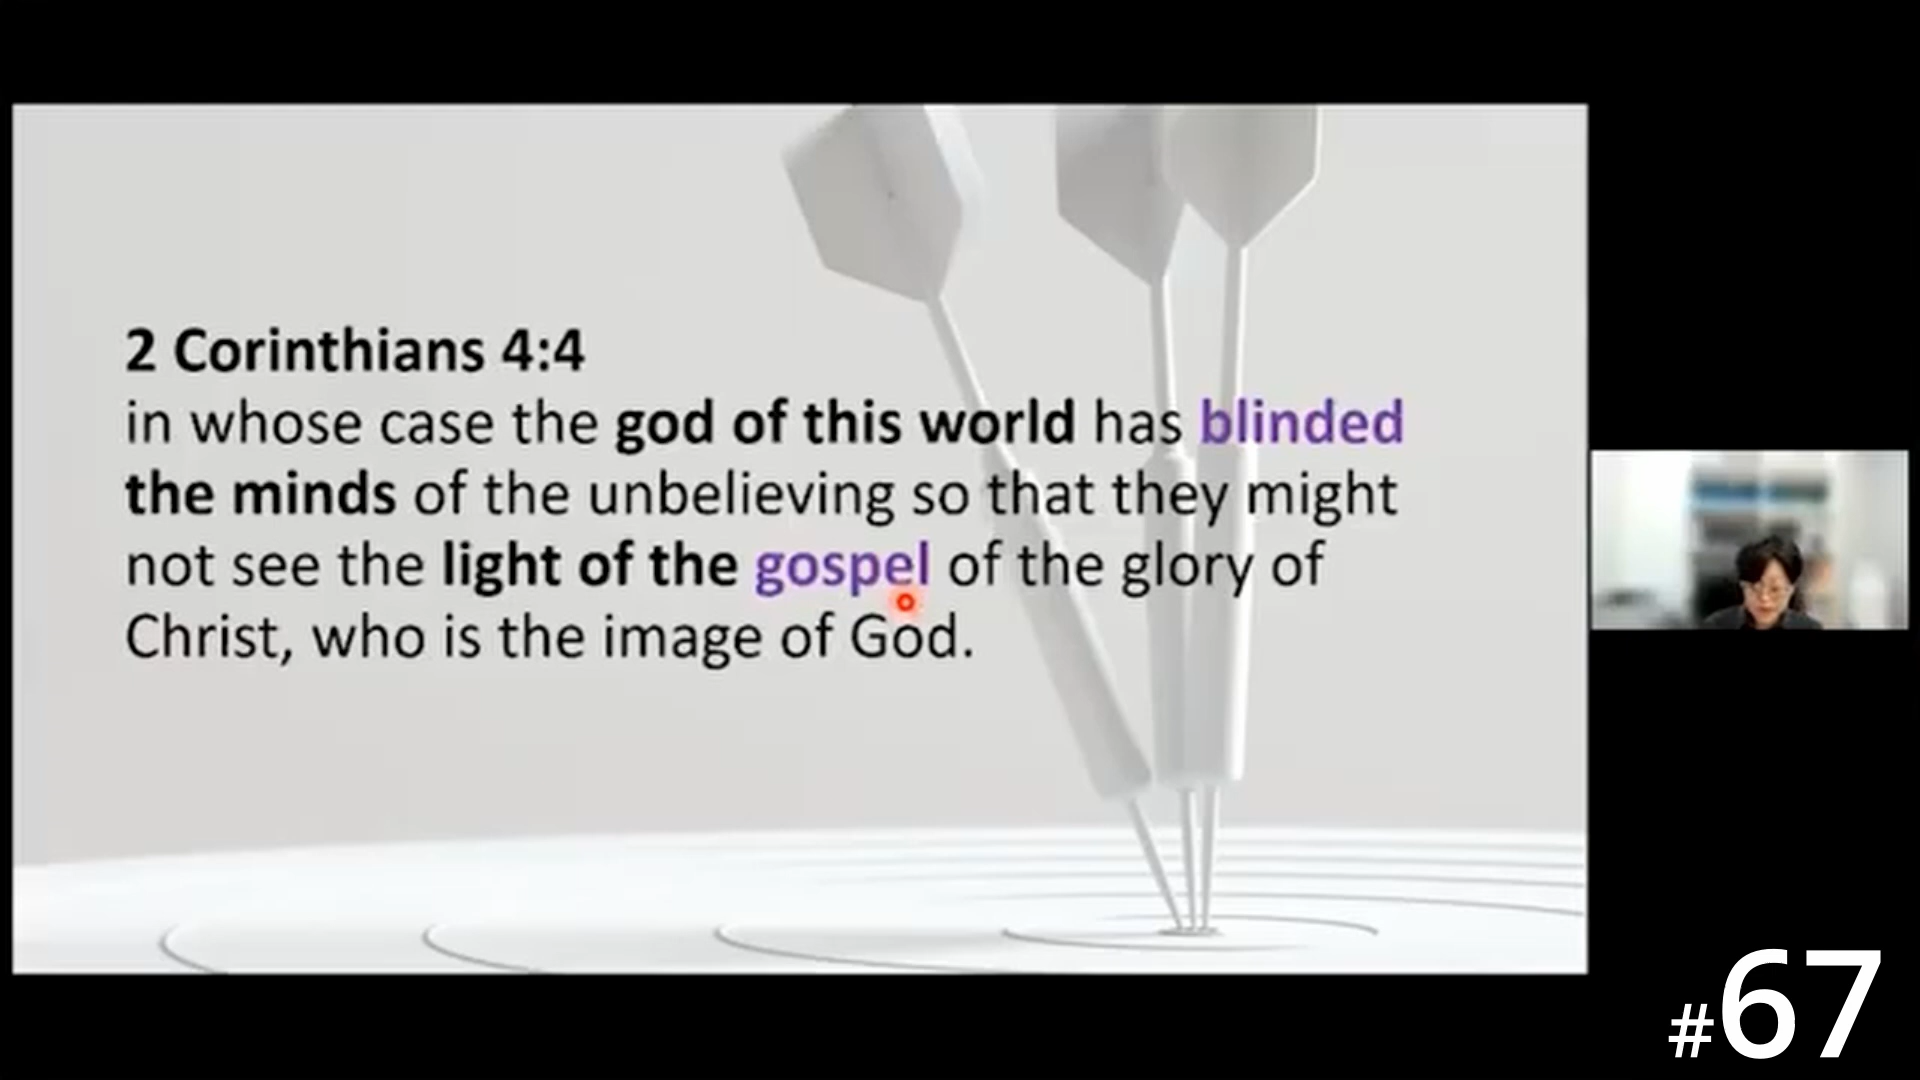 2 Corinthians 4:4
in whose case the god of this world has blinded
the minds of the unbelieving so that they might
not see the light of the gospel of the glory of
Christ, who is the image of God.
#67